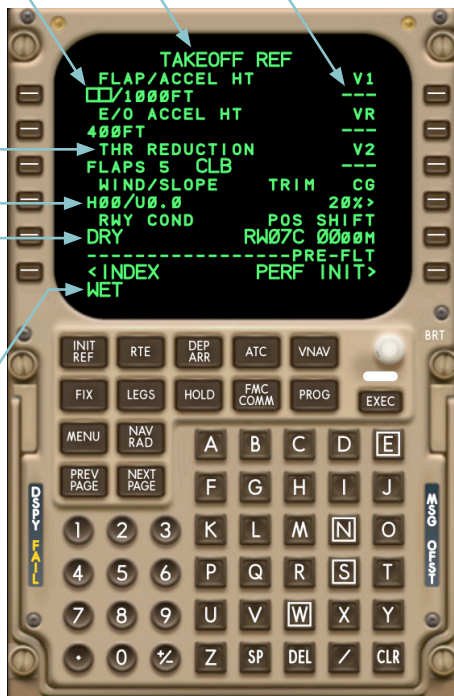 TAKEOFF REF
FLAP/ACCEL HT V1
□□/1000FT ---
E/O ACCEL HT VR
400FT ---
THR REDUCTION V2
FLAPS 5 CLB ---
WIND/SLOPE TRIM CG
H00/U0.0 20%>
RWY COND POS SHIFT
DRY RW07C 0000M
------------------PRE-FLT
<INDEX PERF INIT>
WET
BRT
INIT REF RTE DEP ARR ATC VNAV
FIX LEGS HOLD FMC COMM PROG EXEC
MENU NAV RAD A B C D E
PREV PAGE NEXT PAGE F G H I J
DSPY FAIL
MSG OFST
1 2 3 K L M N O
4 5 6 P Q R S T
7 8 9 U V W X Y
. 0 +/- Z SP DEL / CLR